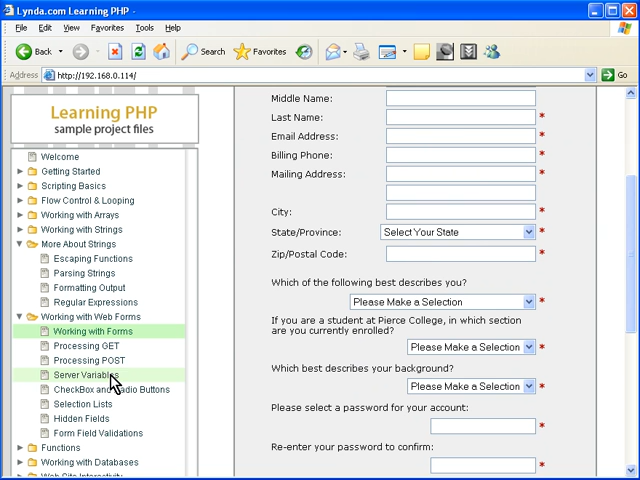 Lynda.com Learning PHP -
File Edit View Favorites Tools Help
Back Search Favorites
Address http://192.168.0.114/ Go
Learning PHP
sample project files
Welcome
Getting Started
Scripting Basics
Flow Control & Looping
Working with Arrays
Working with Strings
More About Strings
Escaping Functions
Parsing Strings
Formatting Output
Regular Expressions
Working with Web Forms
Working with Forms
Processing GET
Processing POST
Server Variables
CheckBox and Radio Buttons
Selection Lists
Hidden Fields
Form Field Validations
Functions
Working with Databases
Web Site Interactivity
Middle Name:
Last Name: *
Email Address: *
Billing Phone: *
Mailing Address: *
City: *
State/Province: Select Your State *
Zip/Postal Code: *
Which of the following best describes you?
Please Make a Selection *
If you are a student at Pierce College, in which section
are you currently enrolled?
Please Make a Selection *
Which best describes your background?
Please Make a Selection *
Please select a password for your account:
*
Re-enter your password to confirm:
*